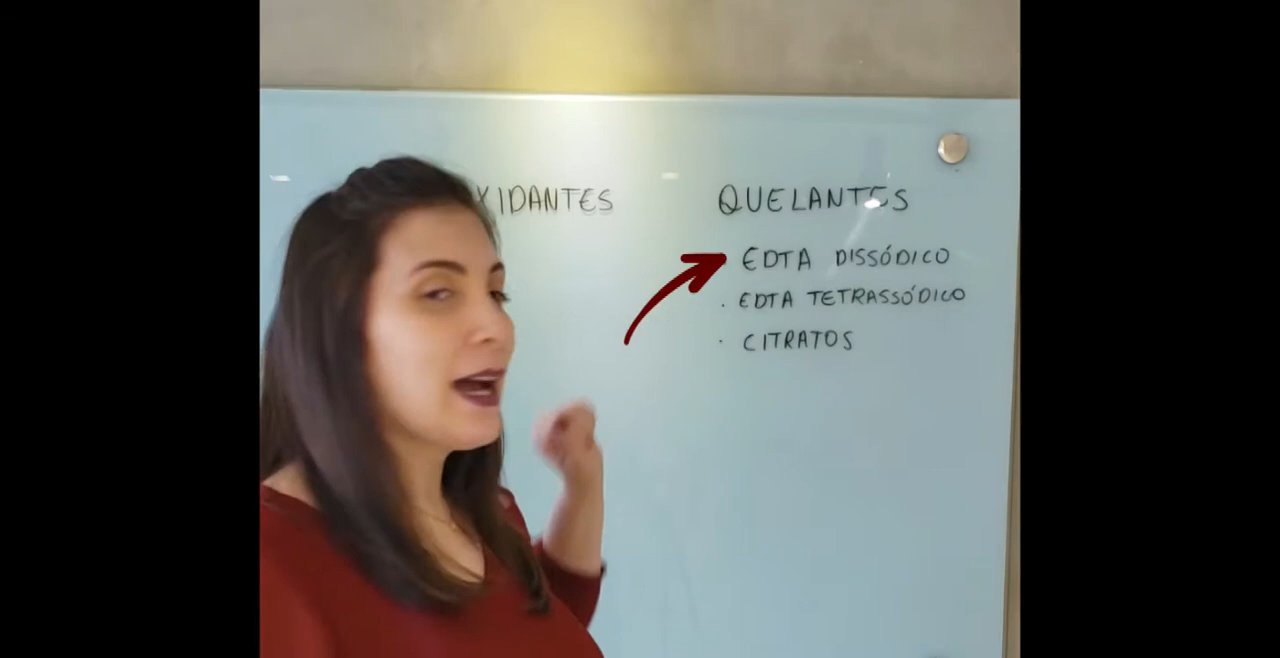 XIDANTES
QUELANTES
EDTA DISSÓDICO
. EDTA TETRASSÓDICO
· CITRATOS